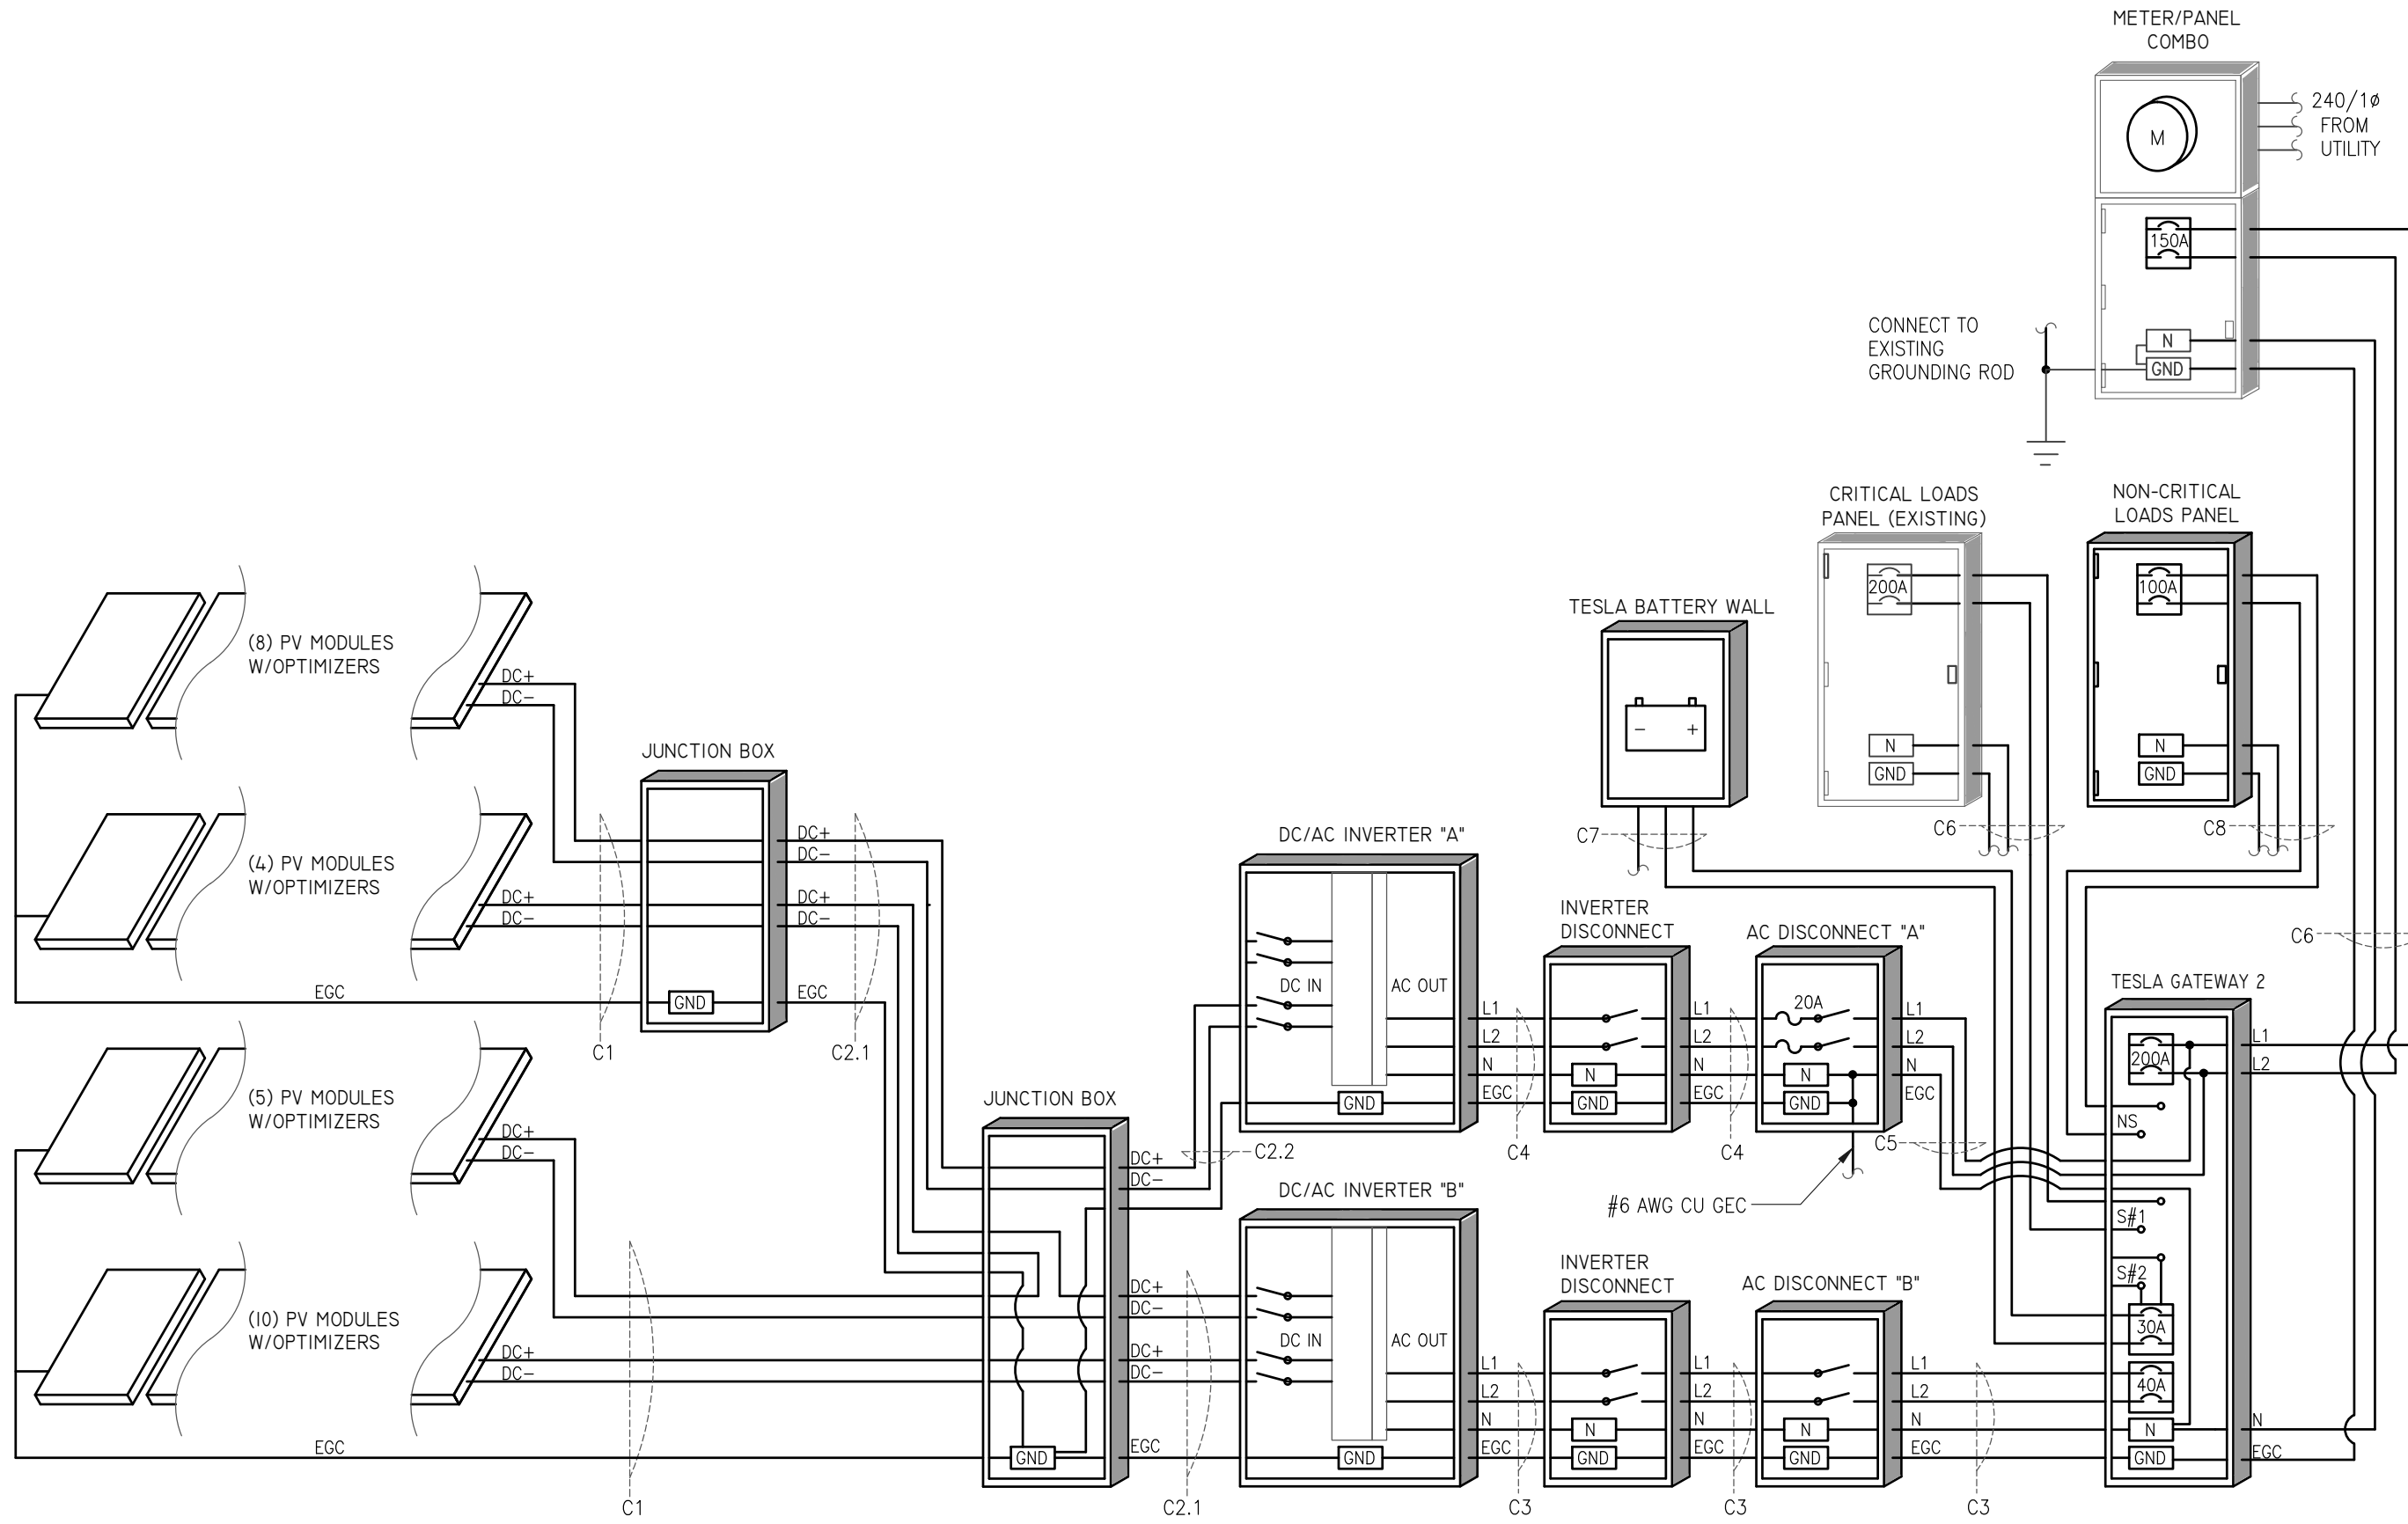 METER/PANEL
COMBO
M
240/1ø
FROM
UTILITY
150A
N
GND
CONNECT TO
EXISTING
GROUNDING ROD
CRITICAL LOADS
PANEL (EXISTING)
200A
N
GND
C6
NON-CRITICAL
LOADS PANEL
100A
N
GND
C8
C6
TESLA BATTERY WALL
-
+
C7
(8) PV MODULES
W/OPTIMIZERS
DC+
DC-
(4) PV MODULES
W/OPTIMIZERS
DC+
DC-
EGC
C1
JUNCTION BOX
GND
DC+
DC-
DC+
DC-
EGC
C2.1
(5) PV MODULES
W/OPTIMIZERS
DC+
DC-
(10) PV MODULES
W/OPTIMIZERS
DC+
DC-
EGC
C1
JUNCTION BOX
GND
DC+
DC-
C2.2
DC+
DC-
DC+
DC-
EGC
C2.1
DC/AC INVERTER "A"
DC IN
AC OUT
GND
L1
L2
N
EGC
C4
INVERTER
DISCONNECT
N
GND
L1
L2
N
EGC
C4
AC DISCONNECT "A"
20A
N
GND
L1
L2
N
EGC
C5
#6 AWG CU GEC
DC/AC INVERTER "B"
DC IN
AC OUT
GND
L1
L2
N
EGC
C3
INVERTER
DISCONNECT
N
GND
L1
L2
N
EGC
C3
AC DISCONNECT "B"
N
GND
L1
L2
N
EGC
C3
TESLA GATEWAY 2
200A
L1
L2
NS
S#1
S#2
30A
40A
N
GND
N
EGC